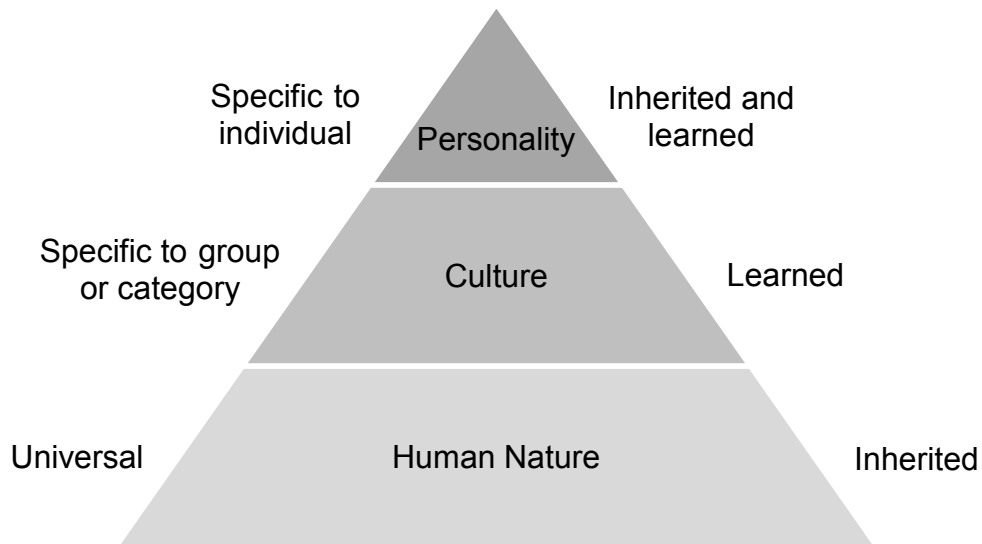 Specific to
individual
Personality
Inherited and
learned
Specific to group
or category
Culture
Learned
Universal
Human Nature
Inherited